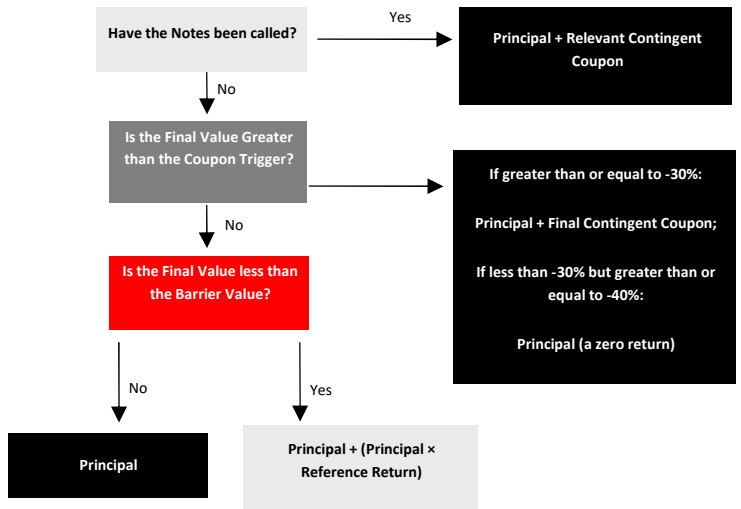 Have the Notes been called?
Yes
Principal + Relevant Contingent
Coupon
No
Is the Final Value Greater
than the Coupon Trigger?
If greater than or equal to -30%:
Principal + Final Contingent Coupon;
If less than -30% but greater than or
equal to -40%:
Principal (a zero return)
No
Is the Final Value less than
the Barrier Value?
No
Yes
Principal
Principal + (Principal ×
Reference Return)